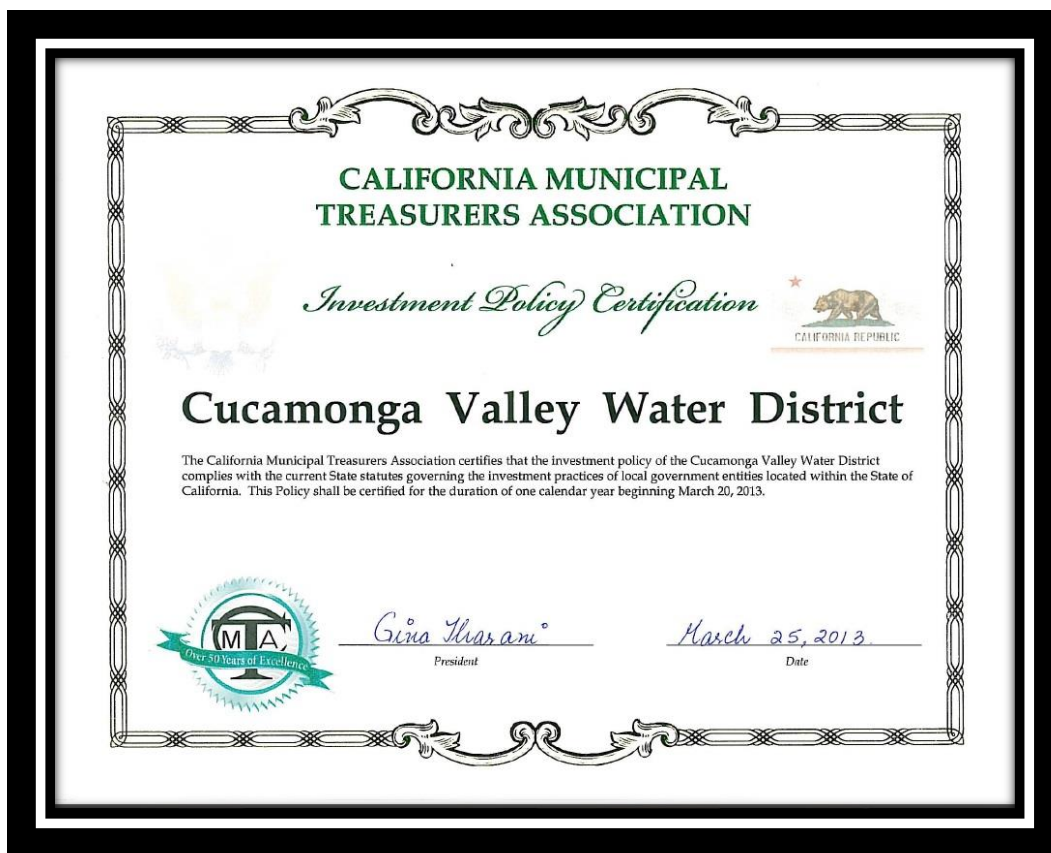 CALIFORNIA MUNICIPAL
TREASURERS ASSOCIATION
Investment Policy Certification
CALIFORNIA REPUBLIC
Cucamonga Valley Water District
The California Municipal Treasurers Association certifies that the investment policy of the Cucamonga Valley Water District
complies with the current State statutes governing the investment practices of local government entities located within the State of
California. This Policy shall be certified for the duration of one calendar year beginning March 20, 2013.
CMTA
Over 50 Years of Excellence
Gina Tharani
President
March 25, 2013.
Date